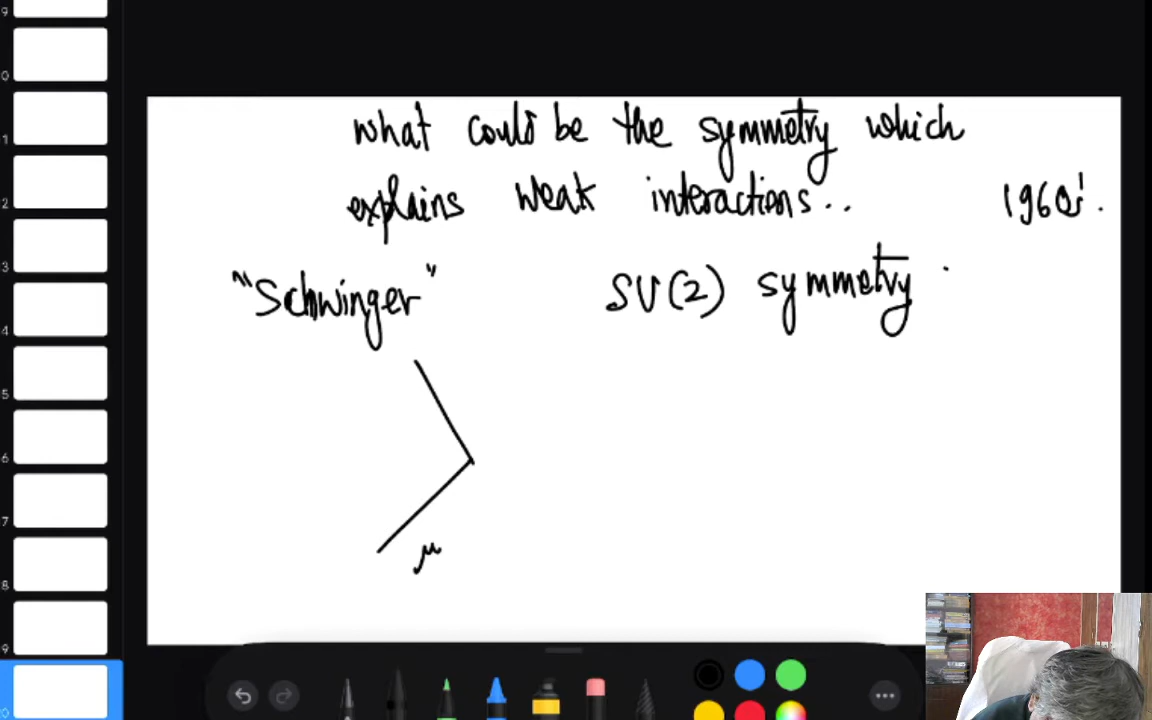 what could be the symmetry which
explains weak interactions.. 1960's.
"Schwinger" SU(2) symmetry.
μ